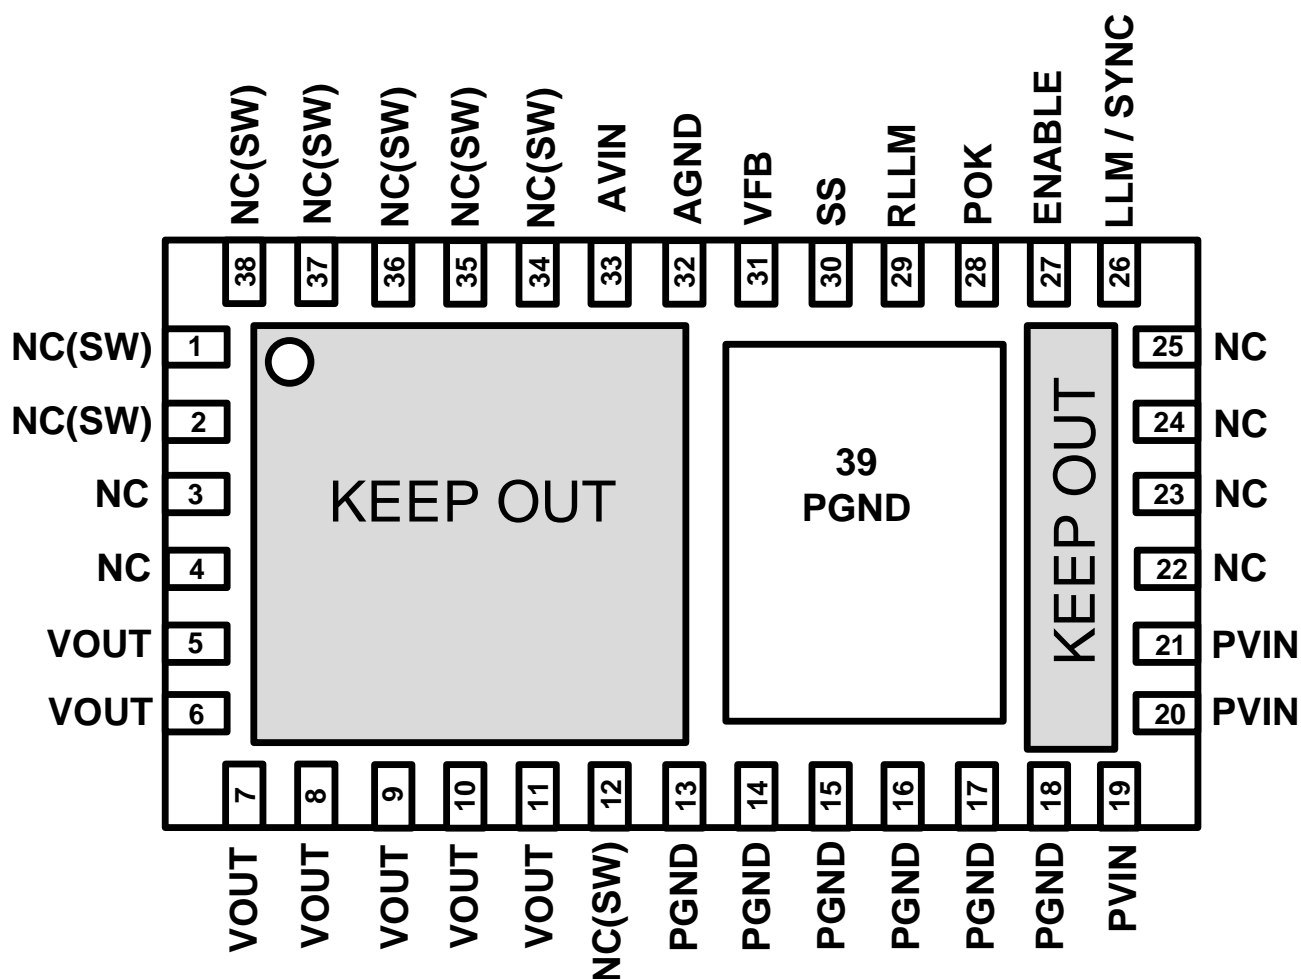 NC(SW)
NC(SW)
NC(SW)
NC(SW)
NC(SW)
AVIN
AGND
VFB
SS
RLLM
POK
ENABLE
LLM / SYNC
38
37
36
35
34
33
32
31
30
29
28
27
26
NC(SW) 1
NC(SW) 2
NC 3
NC 4
VOUT 5
VOUT 6
KEEP OUT
39
PGND
KEEP OUT
25 NC
24 NC
23 NC
22 NC
21 PVIN
20 PVIN
7
8
9
10
11
12
13
14
15
16
17
18
19
VOUT
VOUT
VOUT
VOUT
VOUT
NC(SW)
PGND
PGND
PGND
PGND
PGND
PGND
PVIN